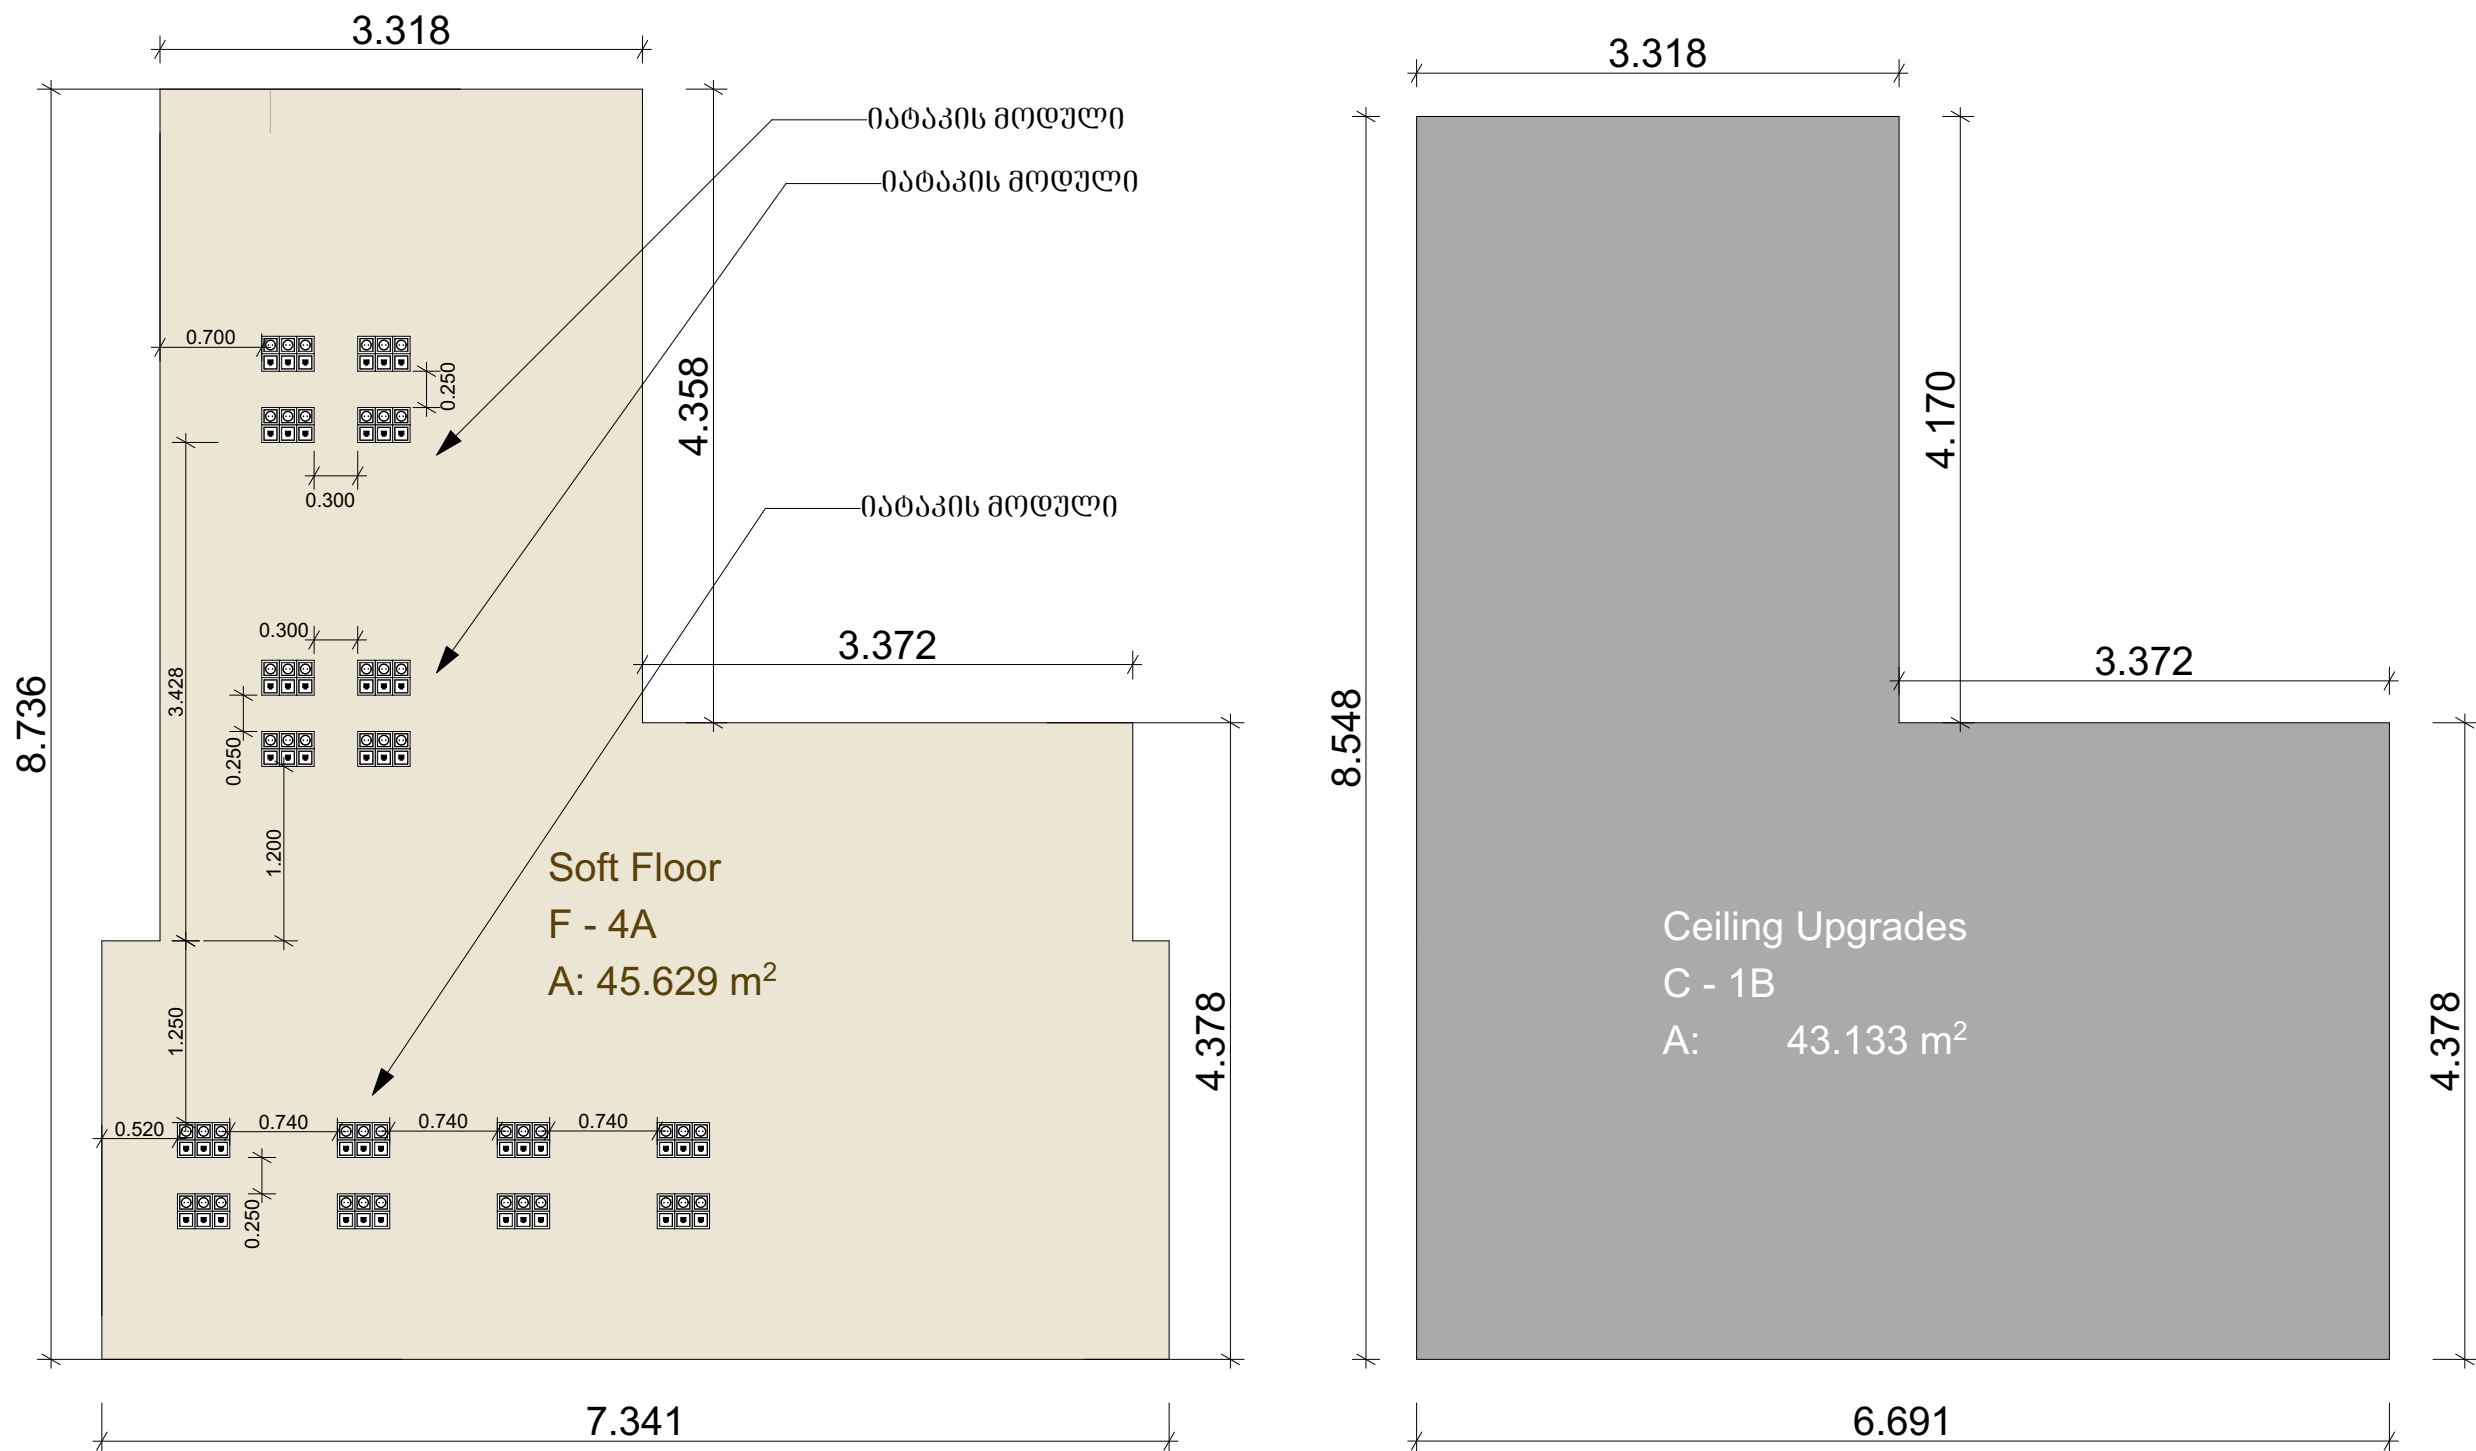 3.318
3.318
8.736
იატაკის მოდული
იატაკის მოდული
0.700
0.250
4.358
4.170
0.300
იატაკის მოდული
0.300
3.372
3.372
3.428
8.548
0.250
1.200
Soft Floor
F - 4A
A: 45.629 m²
Ceiling Upgrades
C - 1B
A: 43.133 m²
1.250
4.378
4.378
0.520
0.740
0.740
0.740
0.250
7.341
6.691